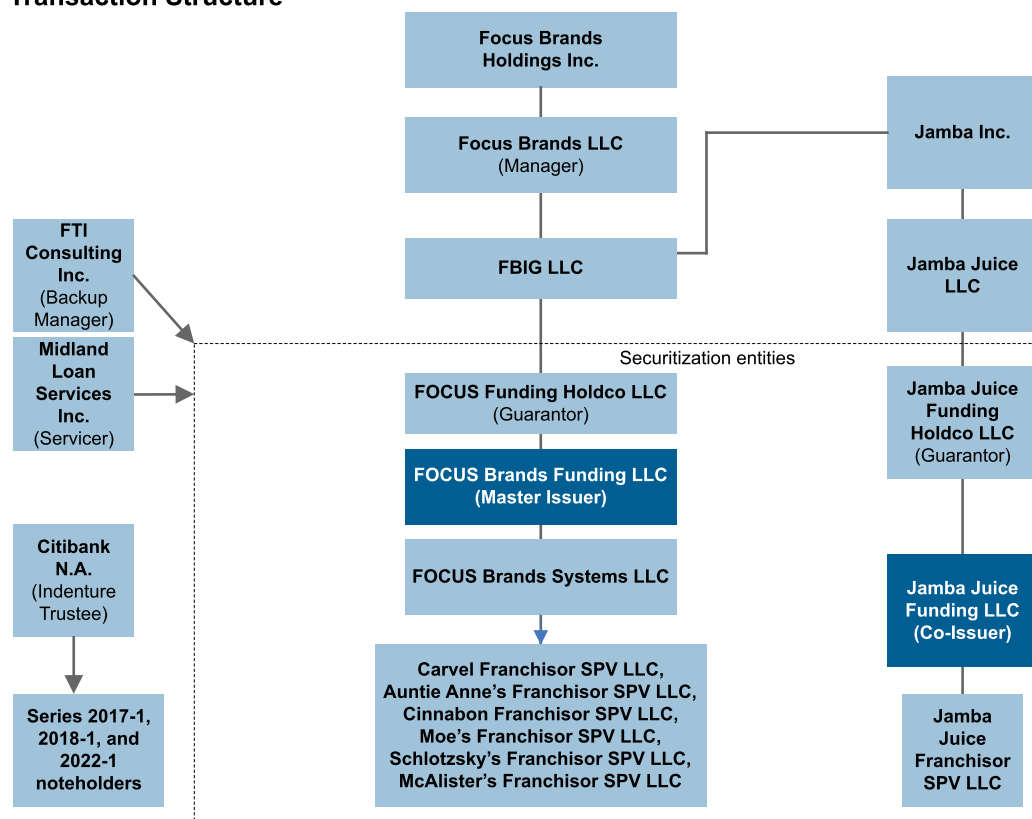 Transaction Structure
Focus Brands
Holdings Inc.
Focus Brands LLC
(Manager)
Jamba Inc.
FTI
Consulting
Inc.
(Backup
Manager)
FBIG LLC
Jamba Juice
LLC
Midland
Loan
Services
Inc.
(Servicer)
Securitization entities
FOCUS Funding Holdco LLC
(Guarantor)
Jamba Juice
Funding
Holdco LLC
(Guarantor)
FOCUS Brands Funding LLC
(Master Issuer)
Citibank
N.A.
(Indenture
Trustee)
FOCUS Brands Systems LLC
Jamba Juice
Funding LLC
(Co-Issuer)
Series 2017-1,
2018-1, and
2022-1
noteholders
Carvel Franchisor SPV LLC,
Auntie Anne’s Franchisor SPV LLC,
Cinnabon Franchisor SPV LLC,
Moe’s Franchisor SPV LLC,
Schlotzsky’s Franchisor SPV LLC,
McAlister’s Franchisor SPV LLC
Jamba
Juice
Franchisor
SPV LLC